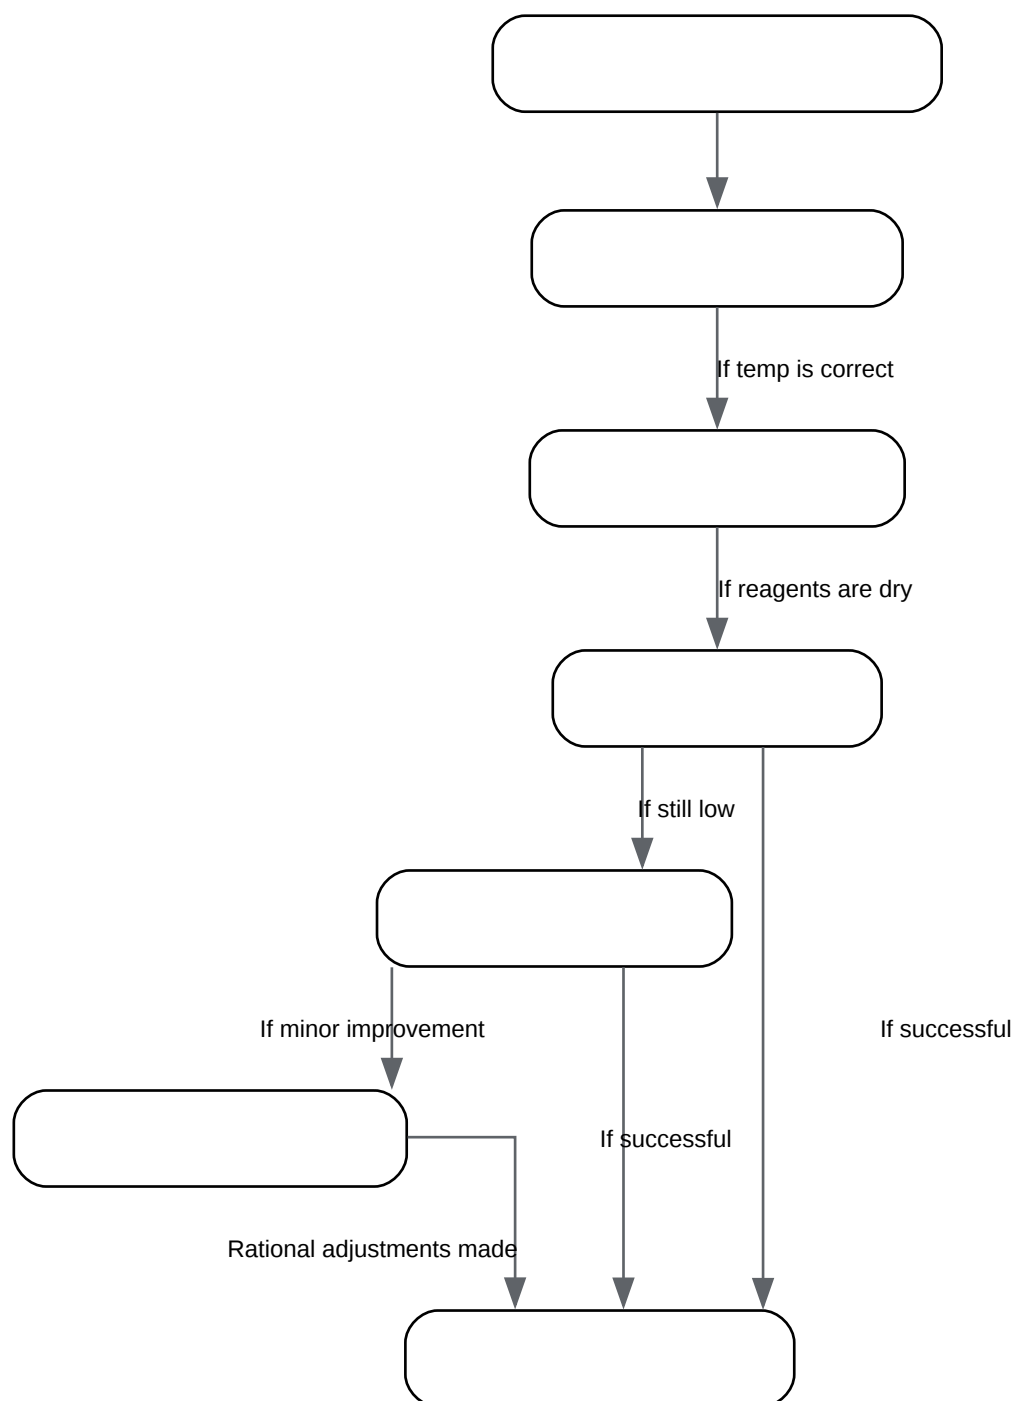 If temp is correct
If reagents are dry
If still low
If minor improvement
If successful
If successful
Rational adjustments made